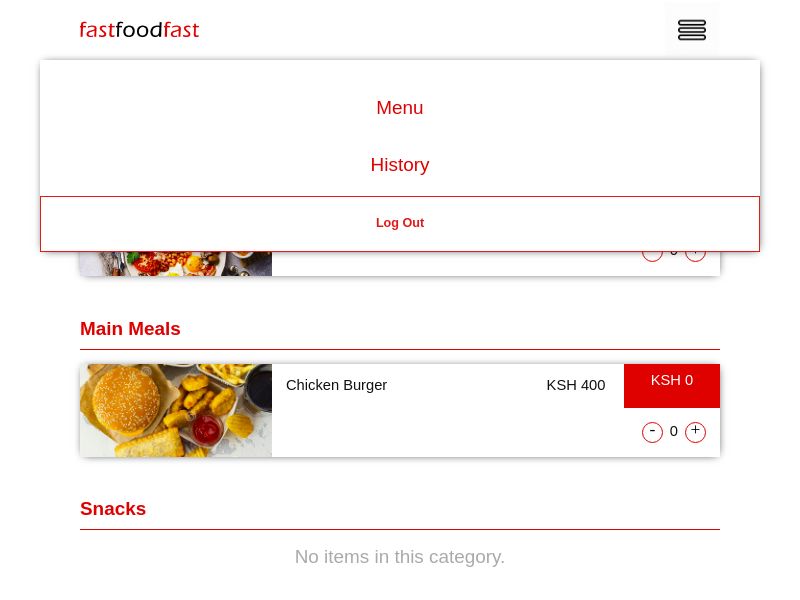 fastfoodfast
Menu
History
Log Out
Main Meals
Chicken Burger KSH 400 KSH 0
- 0 +
Snacks
No items in this category.